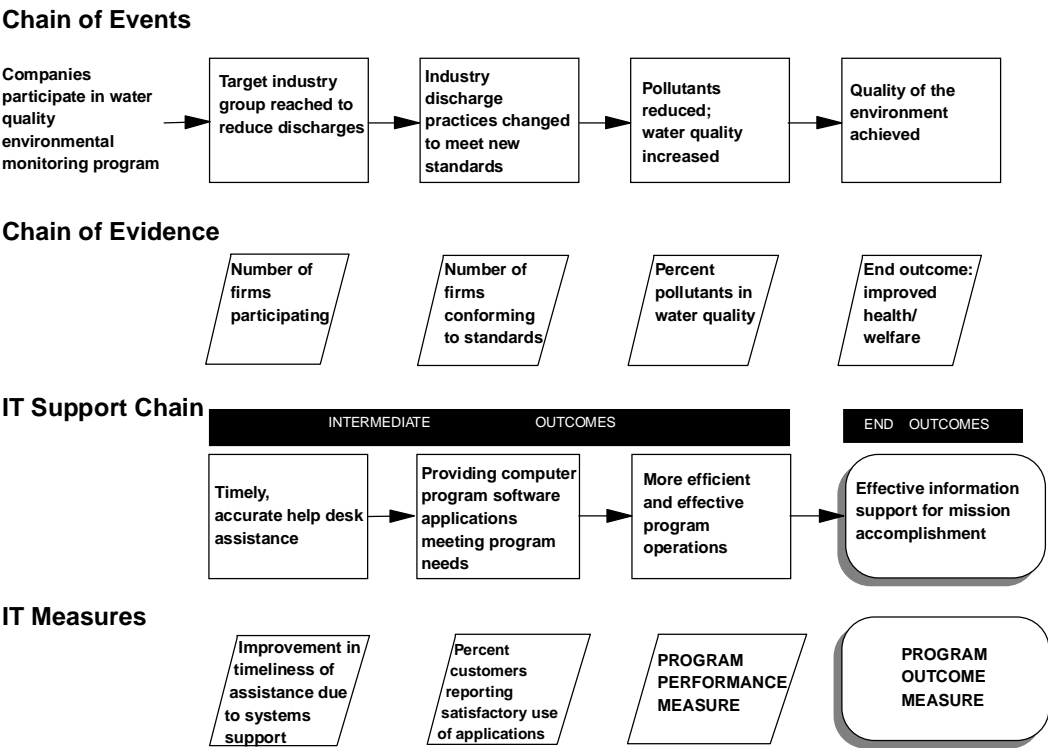 Chain of Events
Companies
participate in water
quality
environmental
monitoring program
Target industry
group reached to
reduce discharges
Industry
discharge
practices changed
to meet new
standards
Pollutants
reduced;
water quality
increased
Quality of the
environment
achieved
Chain of Evidence
Number of
firms
participating
Number of
firms
conforming
to standards
Percent
pollutants in
water quality
End outcome:
improved
health/
welfare
IT Support Chain
INTERMEDIATE OUTCOMES
END OUTCOMES
Timely,
accurate help desk
assistance
Providing computer
program software
applications
meeting program
needs
More efficient
and effective
program
operations
Effective information
support for mission
accomplishment
IT Measures
Improvement in
timeliness of
assistance due
to systems
support
Percent
customers
reporting
satisfactory use
of applications
PROGRAM
PERFORMANCE
MEASURE
PROGRAM
OUTCOME
MEASURE